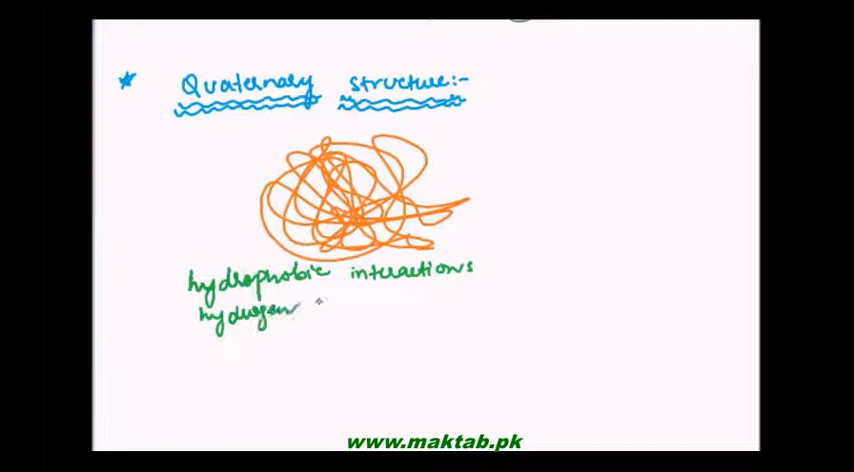 * Quaternary structure:-
hydrophobic interactions
hydrogen
www.maktab.pk